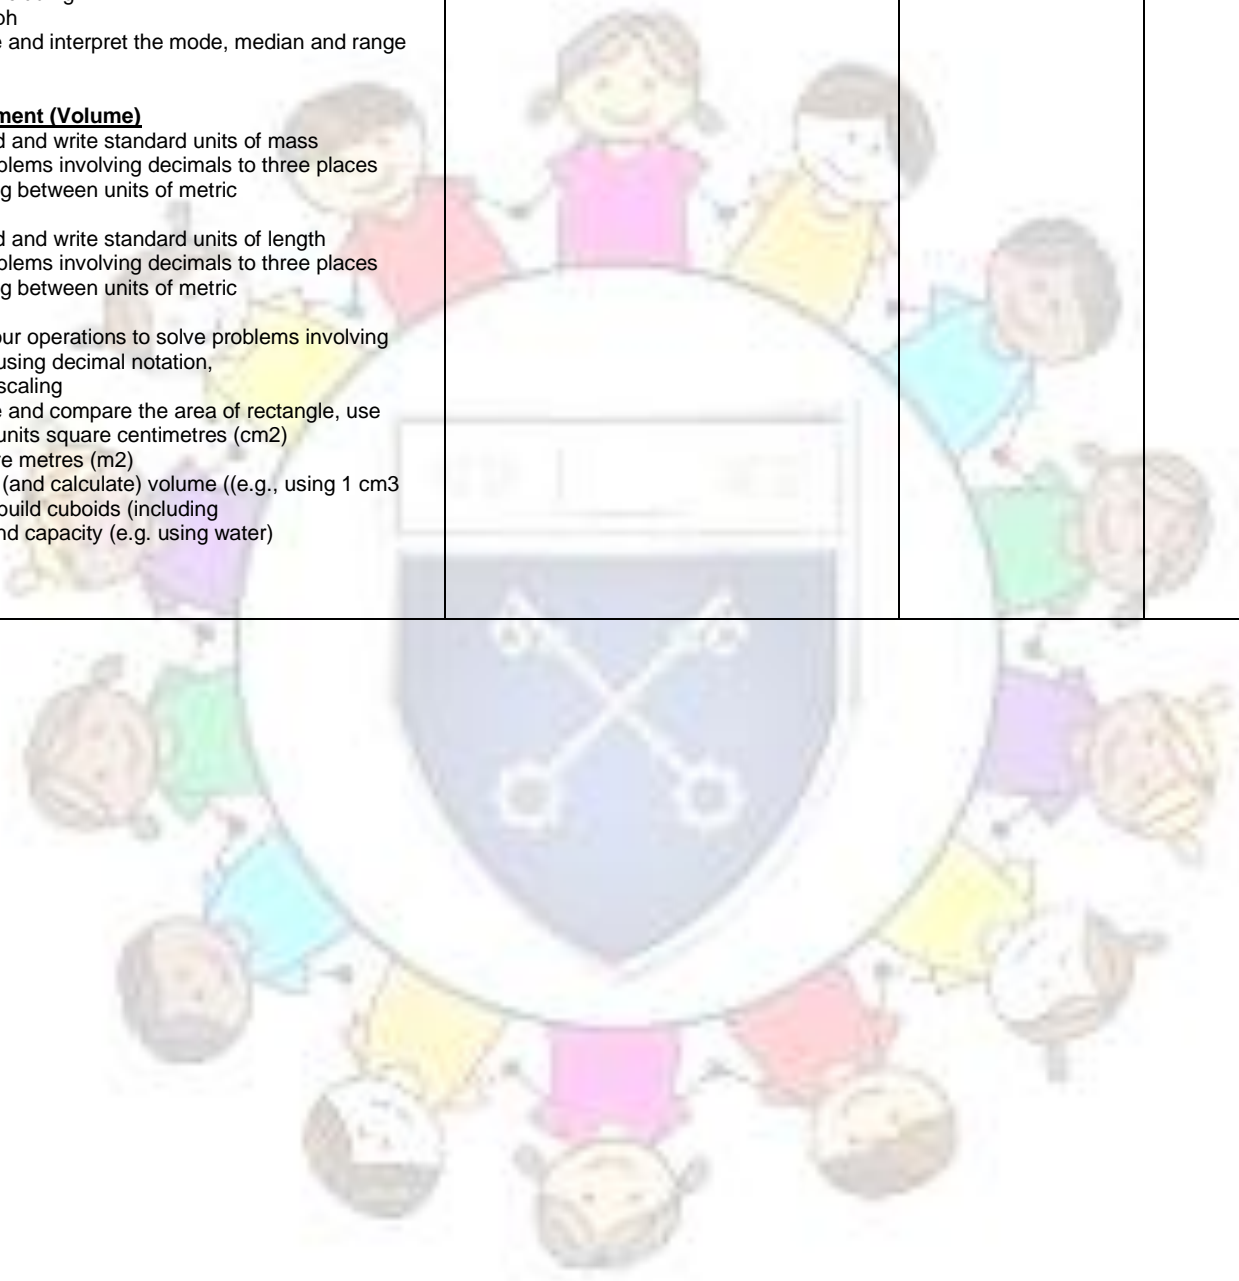 and interpret the mode, median and range
ment (Volume)
and write standard units of mass
blems involving decimals to three places
g between units of metric
and write standard units of length
blems involving decimals to three places
g between units of metric
our operations to solve problems involving
using decimal notation,
scaling
and compare the area of rectangle, use
units square centimetres (cm2)
e metres (m2)
(and calculate) volume ((e.g., using 1 cm3
build cuboids (including
nd capacity (e.g. using water)